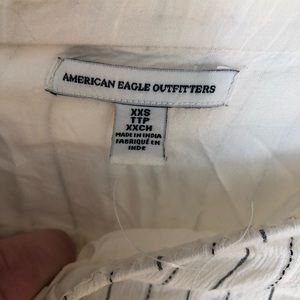 AMERICAN EAGLE OUTFITTERS
XXS
TTP
XXCH
MADE IN INDIA
FABRIQUÉ EN
INDE